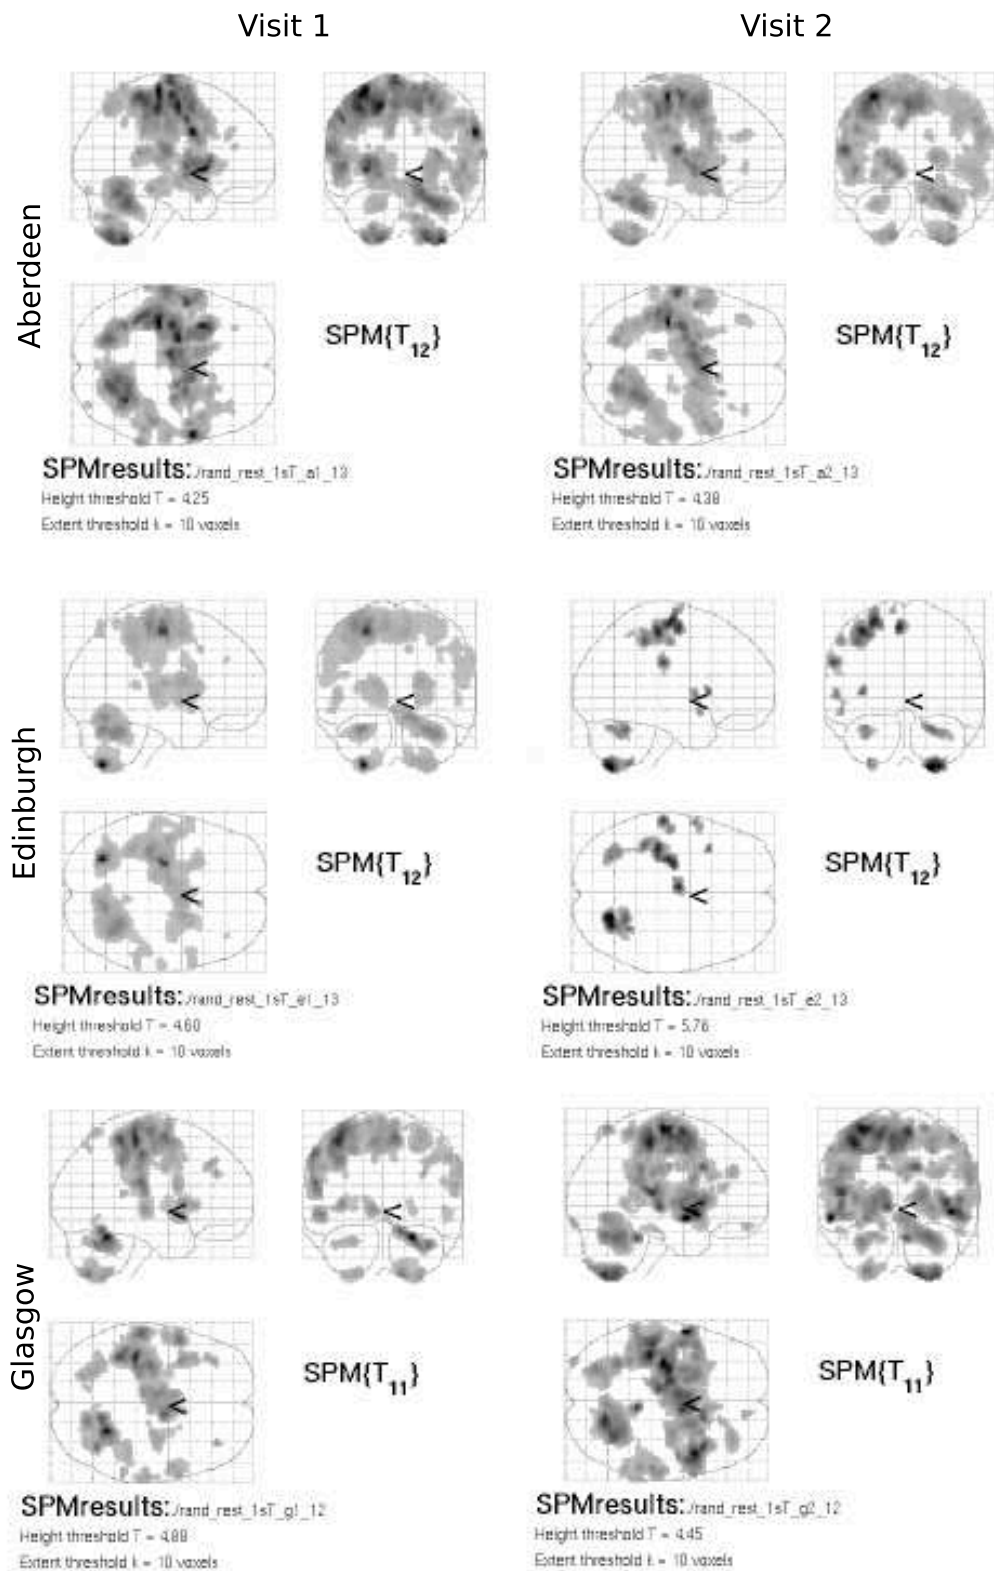 Visit 1
Visit 2
Aberdeen
<
<
<
<
<
SPM{T12}
<
SPM{T12}
SPMresults: ./rand_rest_1sT_a1_13
Height threshold T = 4.25
Extent threshold k = 10 voxels
SPMresults: ./rand_rest_1sT_a2_13
Height threshold T = 4.38
Extent threshold k = 10 voxels
Edinburgh
<
<
<
<
<
SPM{T12}
<
SPM{T12}
SPMresults: ./rand_rest_1sT_e1_13
Height threshold T = 4.60
Extent threshold k = 10 voxels
SPMresults: ./rand_rest_1sT_e2_13
Height threshold T = 5.76
Extent threshold k = 10 voxels
Glasgow
<
<
<
<
<
SPM{T11}
<
SPM{T11}
SPMresults: ./rand_rest_1sT_g1_12
Height threshold T = 4.88
Extent threshold k = 10 voxels
SPMresults: ./rand_rest_1sT_g2_12
Height threshold T = 4.45
Extent threshold k = 10 voxels